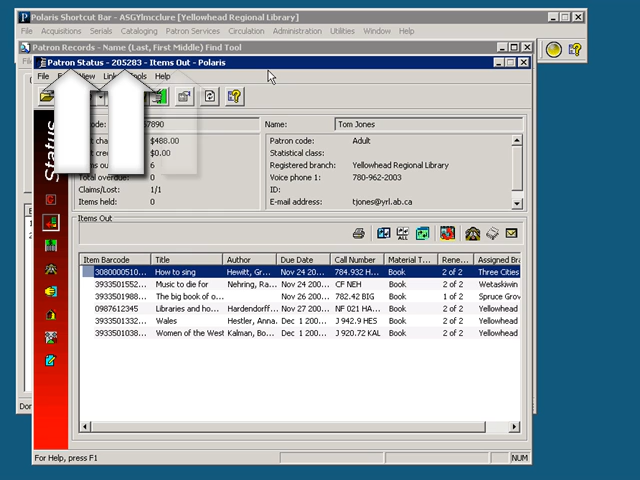 Polaris Shortcut Bar - ASGYlmcclure [Yellowhead Regional Library]
File Acquisitions Serials Cataloging Patron Services Circulation Administration Utilities Window Help
Patron Records - Name (Last, First Middle) Find Tool
Patron Status - 205283 - Items Out - Polaris
File View Link Help
Status
Name: Tom Jones
$488.00
$0.00
6
Total overdue: 0
Claims/Lost: 1/1
Items held: 0
Patron code: Adult
Statistical class:
Registered branch: Yellowhead Regional Library
Voice phone 1: 780-962-2003
ID:
E-mail address: tjones@yrl.ab.ca
Items Out
ALL
Item Barcode Title Author Due Date Call Number Material T... Rene... Assigned Bra
3080000510... How to sing Hewitt, Gr... Nov 24 20... 784.932 H... Book 2 of 2 Three Cities
3933501552... Music to die for Nehring, Ra... Nov 24 200... CF NEH Book 2 of 2 Wetaskiwin
3933501988... The big book of o... Nov 26 200... 782.42 BIG Book 1 of 2 Spruce Grov
0987612345 Libraries and ho... Hardendorff... Nov 27 200... NF 021 HA... Book 2 of 2 Yellowhead
3933501332... Wales Hestler, Anna. Dec 1 200... J 942.9 HES Book 2 of 2 Yellowhead
3933501038... Women of the West Kalman, Bo... Dec 1 200... J 920.72 KAL Book 2 of 2 Yellowhead
For Help, press F1
NUM